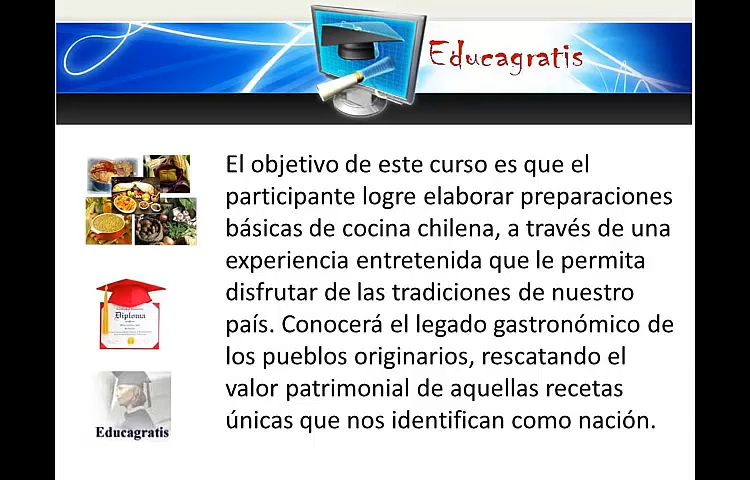 Educagratis
El objetivo de este curso es que el
participante logre elaborar preparaciones
básicas de cocina chilena, a través de una
experiencia entretenida que le permita
disfrutar de las tradiciones de nuestro
país. Conocerá el legado gastronómico de
los pueblos originarios, rescatando el
valor patrimonial de aquellas recetas
únicas que nos identifican como nación.
Diploma
Educagratis